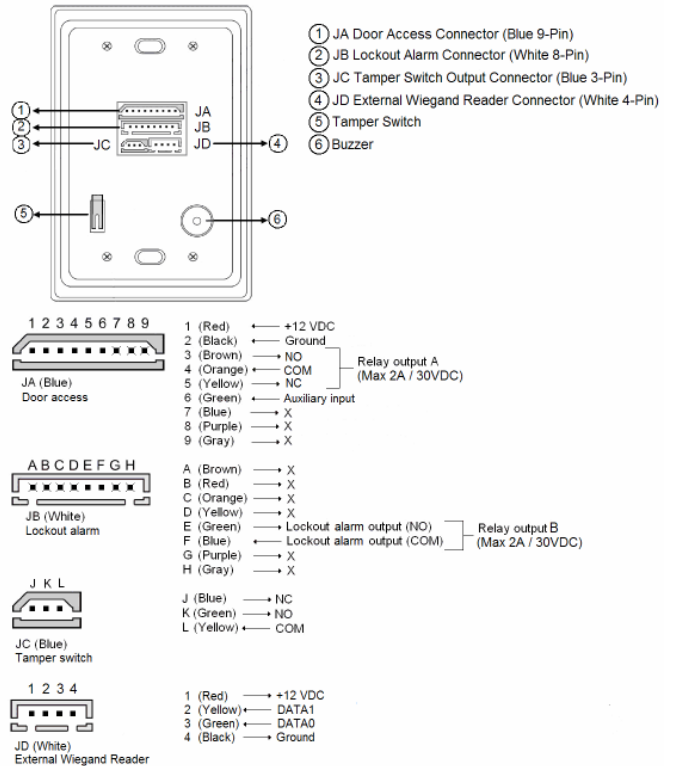 ① JA Door Access Connector (Blue 9-Pin)
② JB Lockout Alarm Connector (White 8-Pin)
③ JC Tamper Switch Output Connector (Blue 3-Pin)
④ JD External Wiegand Reader Connector (White 4-Pin)
⑤ Tamper Switch
⑥ Buzzer
① JA
② JB
③ JC JD ④
⑤
⑥
1 2 3 4 5 6 7 8 9
JA (Blue)
Door access
1 (Red) +12 VDC
2 (Black) Ground
3 (Brown) NO
4 (Orange) COM
5 (Yellow) NC
Relay output A
(Max 2A / 30VDC)
6 (Green) Auxiliary input
7 (Blue) X
8 (Purple) X
9 (Gray) X
A B C D E F G H
JB (White)
Lockout alarm
A (Brown) X
B (Red) X
C (Orange) X
D (Yellow) X
E (Green) Lockout alarm output (NO)
F (Blue) Lockout alarm output (COM)
Relay output B
(Max 2A / 30VDC)
G (Purple) X
H (Gray) X
J K L
JC (Blue)
Tamper switch
J (Blue) NC
K (Green) NO
L (Yellow) COM
1 2 3 4
JD (White)
External Wiegand Reader
1 (Red) +12 VDC
2 (Yellow) DATA1
3 (Green) DATA0
4 (Black) Ground